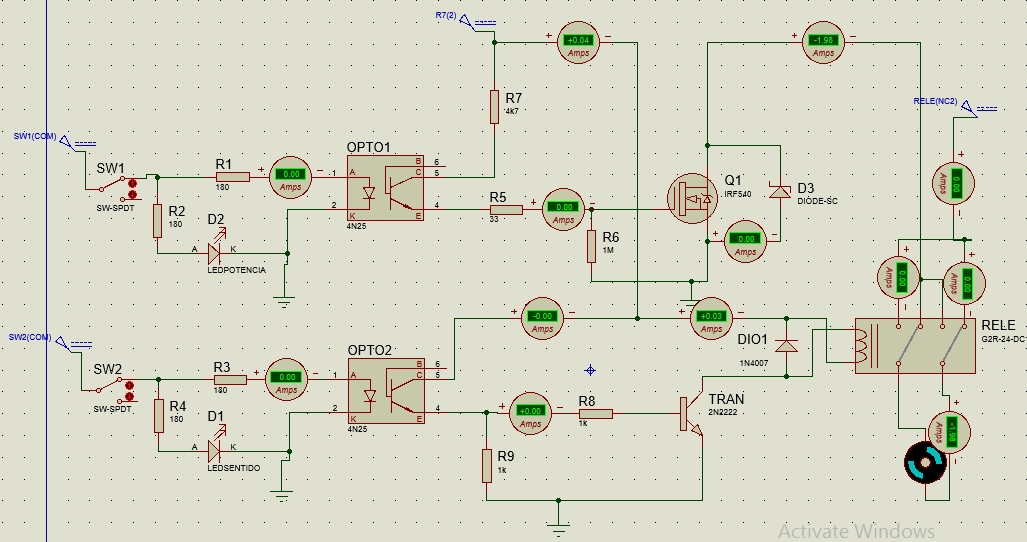 R7(2)
+0.04
Amps
-1.98
Amps
R7
4k7
RELE(NC2)
SW1(COM)
SW1
SW-SPDT
R1
180
0.00
Amps
OPTO1
A
K
B
C
E
1
2
6
5
4
4N25
R2
180
D2
A
K
LEDPOTENCIA
R5
33
0.00
Amps
R6
1M
Q1
IRF540
D3
DIODE-SC
0.00
Amps
0.00
Amps
0.00
Amps
0.00
Amps
SW2(COM)
SW2
SW-SPDT
R3
180
0.00
Amps
OPTO2
A
K
B
C
E
1
2
6
5
4
4N25
R4
180
D1
A
K
LEDSENTIDO
-0.00
Amps
+0.03
Amps
DIO1
1N4007
RELE
G2R-24-DC
+0.00
Amps
R8
1k
TRAN
2N2222
R9
1k
-1.98
Amps
Activate Windows